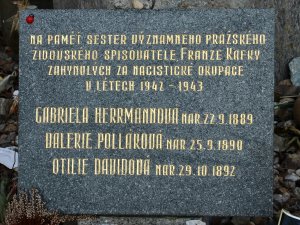 NA PAMĚT SESTER VÝZNAMNÉHO PRAŽSKÉHO
ŽIDOVSKÉHO SPISOVATELE FRANZE KAFKY
ZAHYNULÝCH ZA NACISTICKÉ OKUPACE
V LÉTECH 1942 - 1943
GABRIELA HERRMANNOVÁ NAR. 22.9.1889
VALERIE POLLAKOVÁ NAR. 25.9.1890
OTILIE DAVIDOVÁ NAR. 29.10.1892